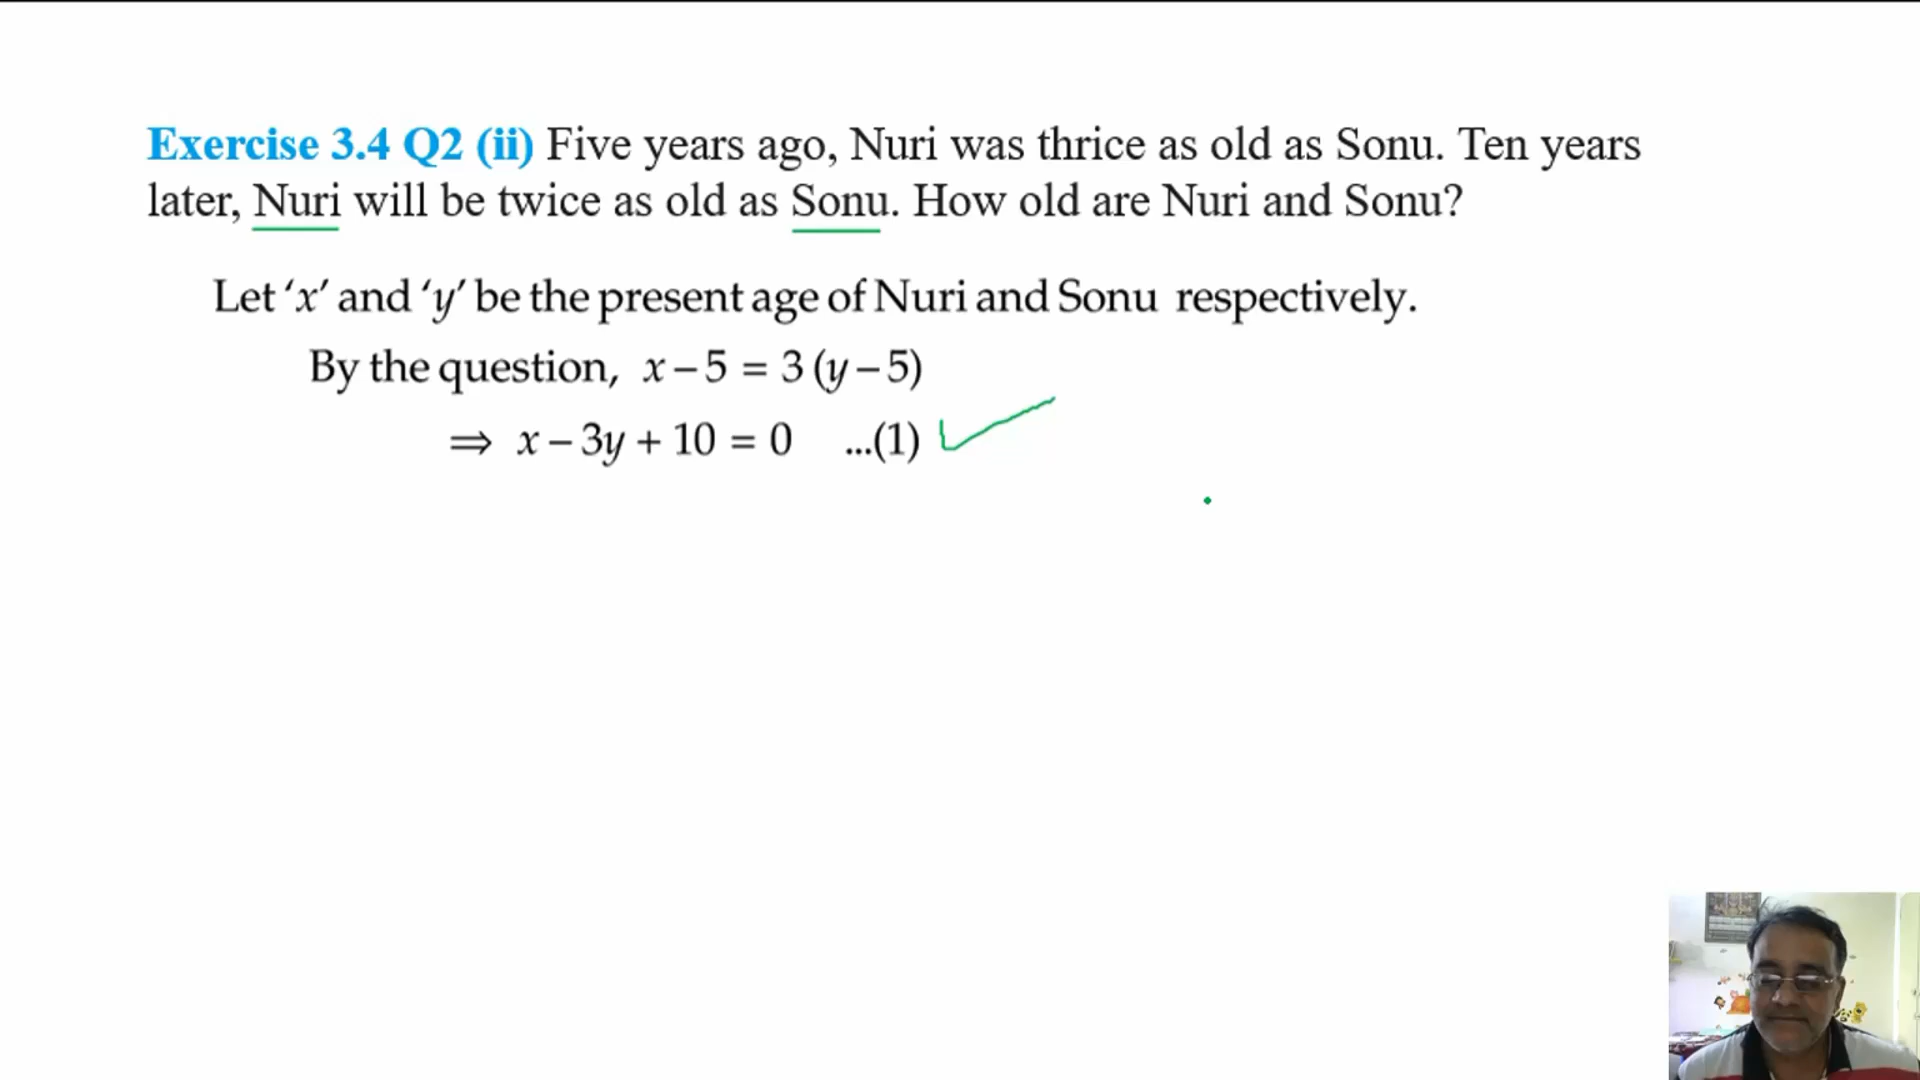 Exercise 3.4 Q2 (ii) Five years ago, Nuri was thrice as old as Sonu. Ten years
later, Nuri will be twice as old as Sonu. How old are Nuri and Sonu?
Let ‘x’ and ‘y’ be the present age of Nuri and Sonu respectively.
By the question, x – 5 = 3 (y – 5)
⇒ x – 3y + 10 = 0 ...(1)